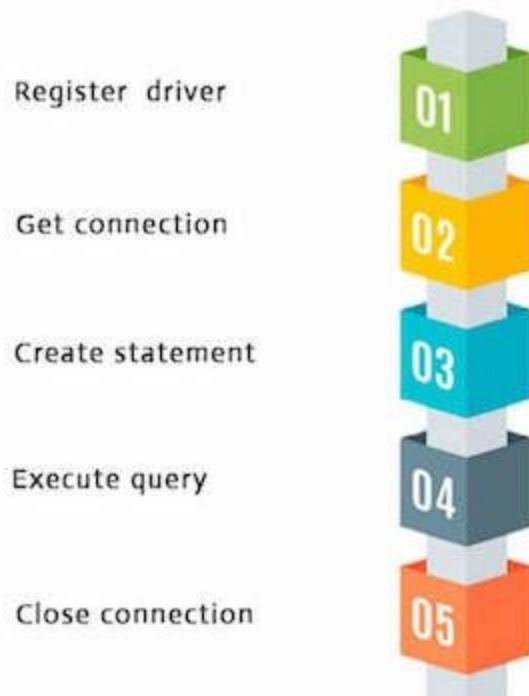 Register driver
01
Get connection
02
Create statement
03
Execute query
04
Close connection
05